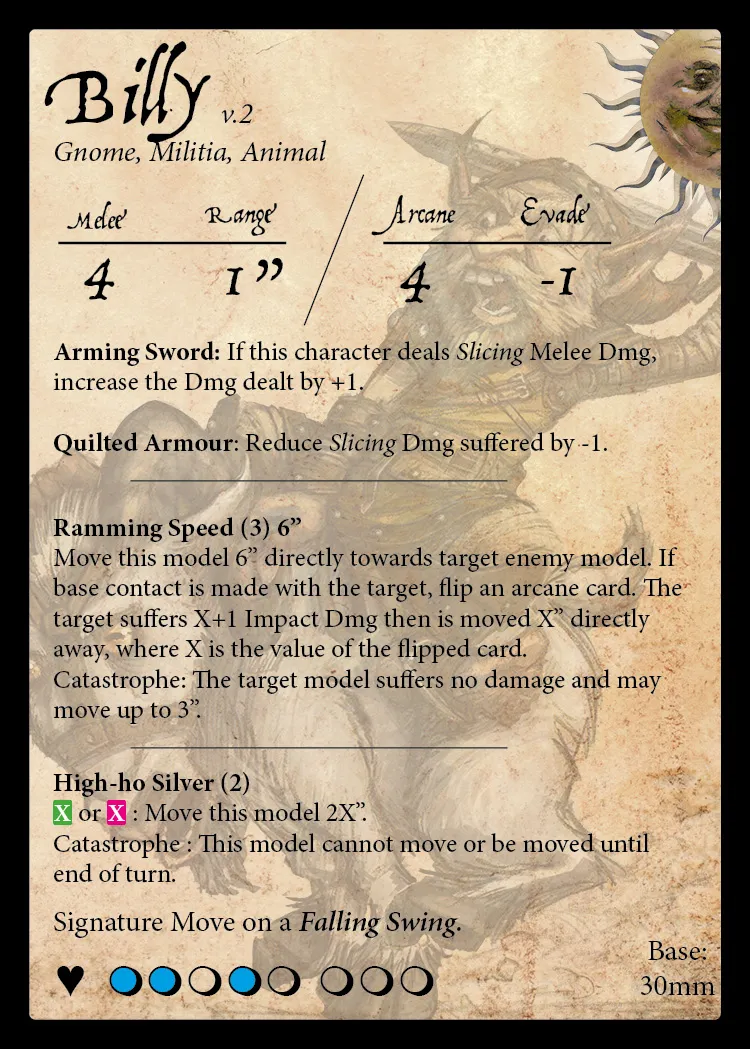 Billy v.2
Gnome, Militia, Animal
Melee Range Arcane Evade
4 1” 4 -1
Arming Sword: If this character deals Slicing Melee Dmg,
increase the Dmg dealt by +1.
Quilted Armour: Reduce Slicing Dmg suffered by -1.
Ramming Speed (3) 6”
Move this model 6” directly towards target enemy model. If
base contact is made with the target, flip an arcane card. The
target suffers X+1 Impact Dmg then is moved X” directly
away, where X is the value of the flipped card.
Catastrophe: The target model suffers no damage and may
move up to 3”.
High-ho Silver (2)
X or X : Move this model 2X”.
Catastrophe : This model cannot move or be moved until
end of turn.
Signature Move on a Falling Swing.
Base:
30mm